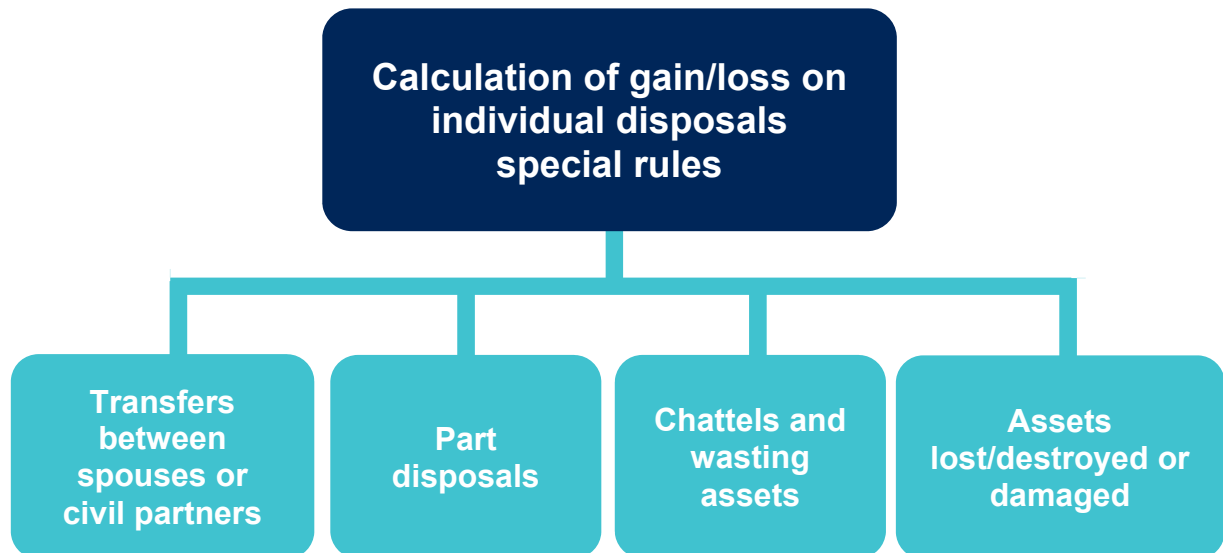 Calculation of gain/loss on
individual disposals
special rules
Transfers
between
spouses or
civil partners
Part
disposals
Chattels and
wasting
assets
Assets
lost/destroyed or
damaged